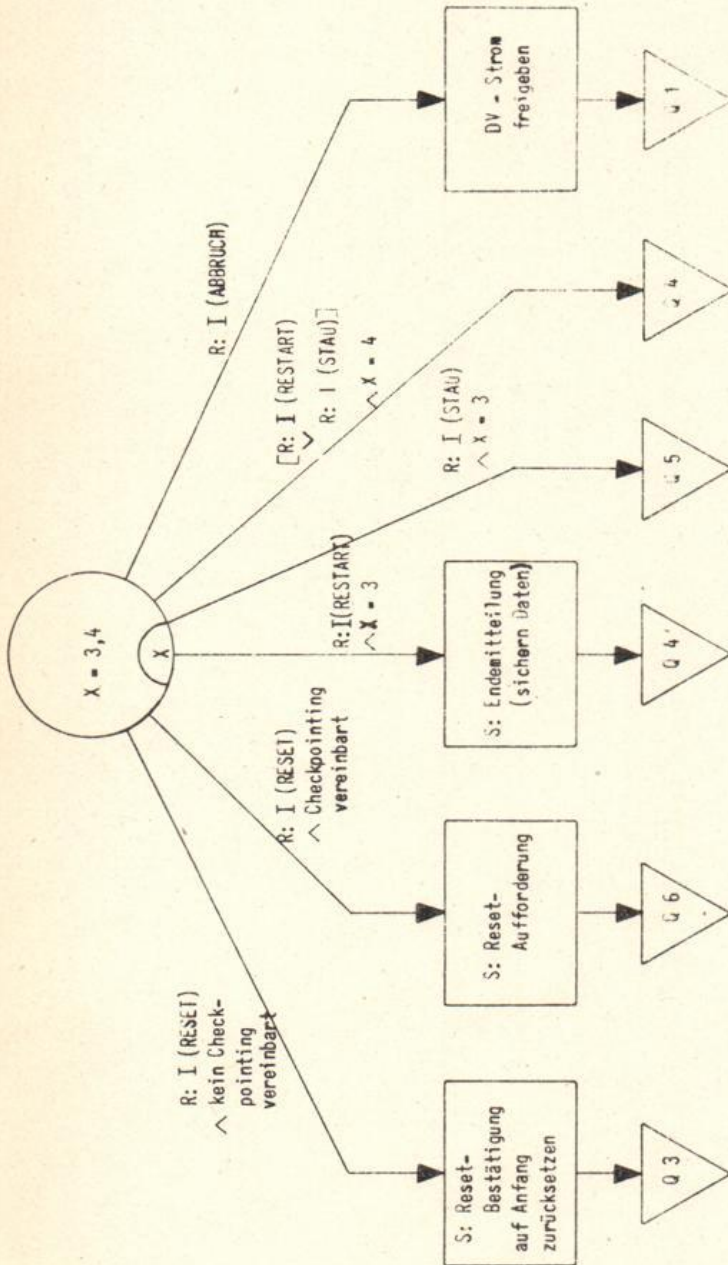 X = 3,4
X
R: I (RESET)
^ kein Check-
pointing
vereinbart
R: I (RESET)
^ Checkpointing
vereinbart
R: I (RESTART)
^ X = 3
R: I (STAU)
^ X = 3
[R: I (RESTART)
v
R: I (STAU)]
^ X = 4
R: I (ABBRUCH)
S: Reset-
Bestätigung
auf Anfang
zurücksetzen
S: Reset-
Aufforderung
S: Endemitteilung
(sichern Daten)
DV - Strom
freigeben
Q 3
Q 6
Q 4'
Q 5
Q 4
Q 1